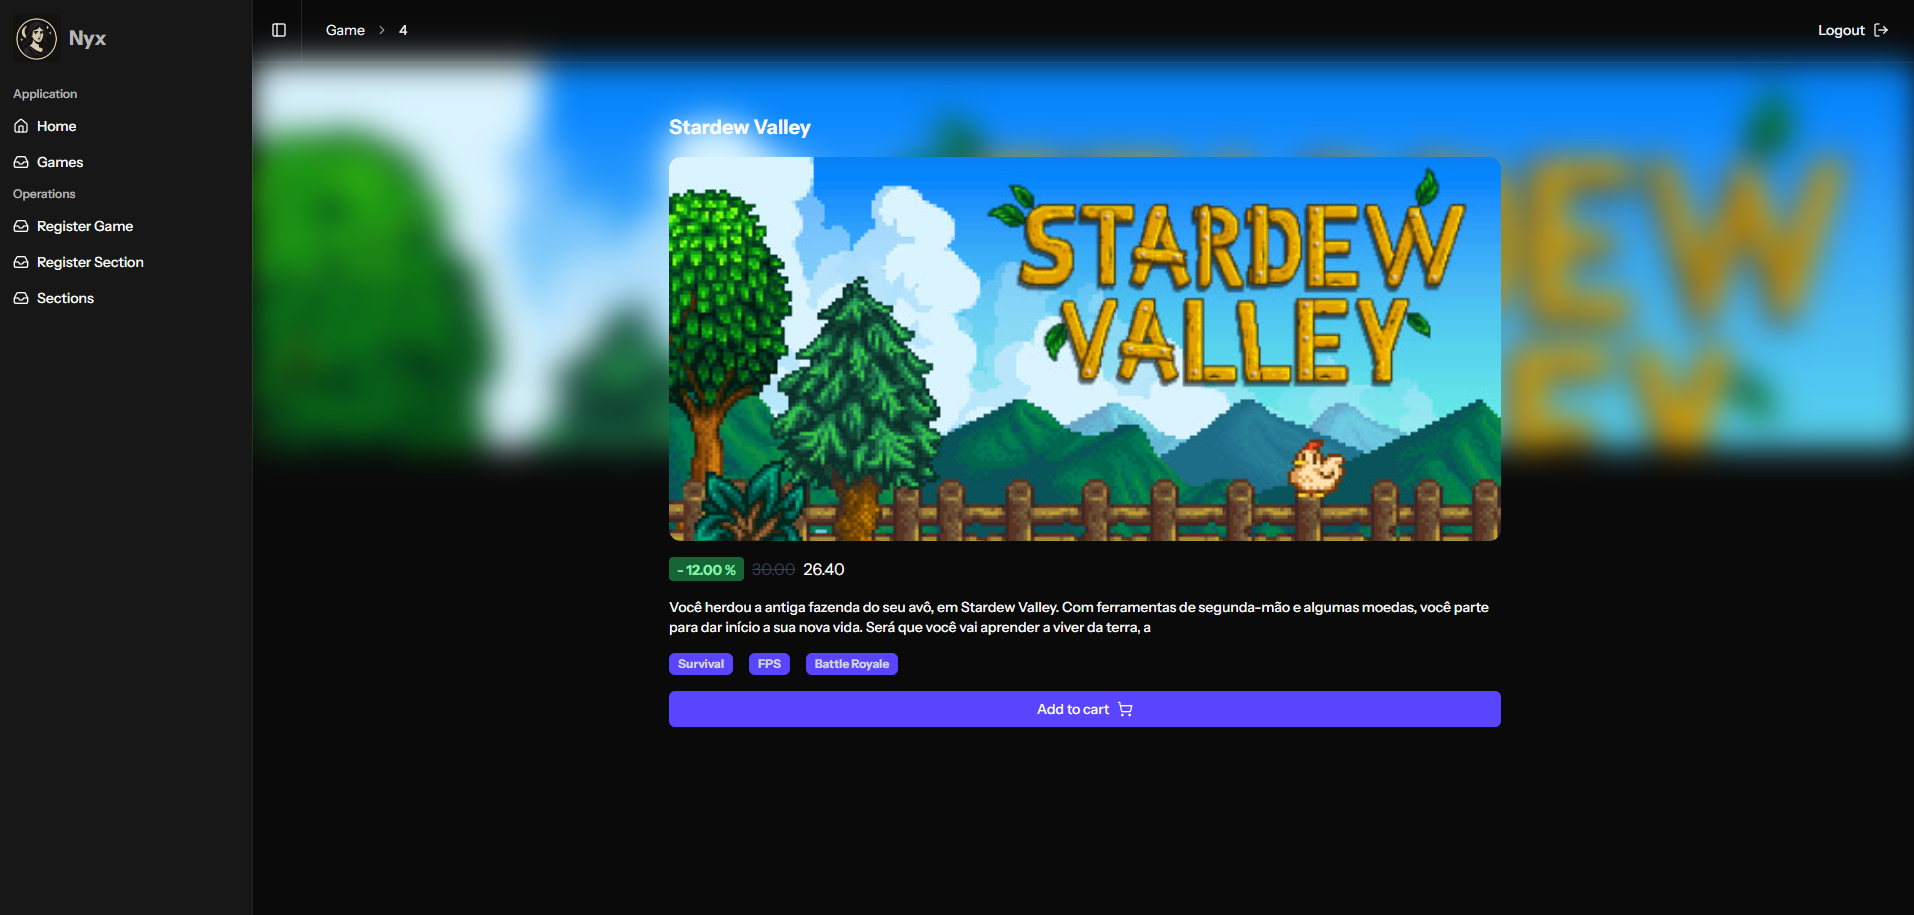 Nyx
Application
Home
Games
Operations
Register Game
Register Section
Sections
Game > 4
Logout
Stardew Valley
STARDEW
VALLEY
- 12.00 % 30.00 26.40
Você herdou a antiga fazenda do seu avô, em Stardew Valley. Com ferramentas de segunda-mão e algumas moedas, você parte
para dar início a sua nova vida. Será que você vai aprender a viver da terra, a
Survival FPS Battle Royale
Add to cart